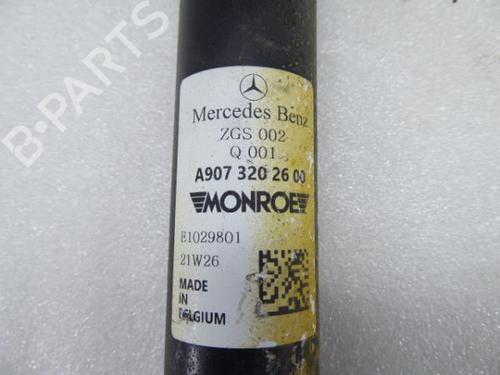 B-PARTS
Mercedes Benz
ZGS 002
Q 001
A907 320 26 00
MONROE
E1029801
21W26
MADE
IN
BELGIUM